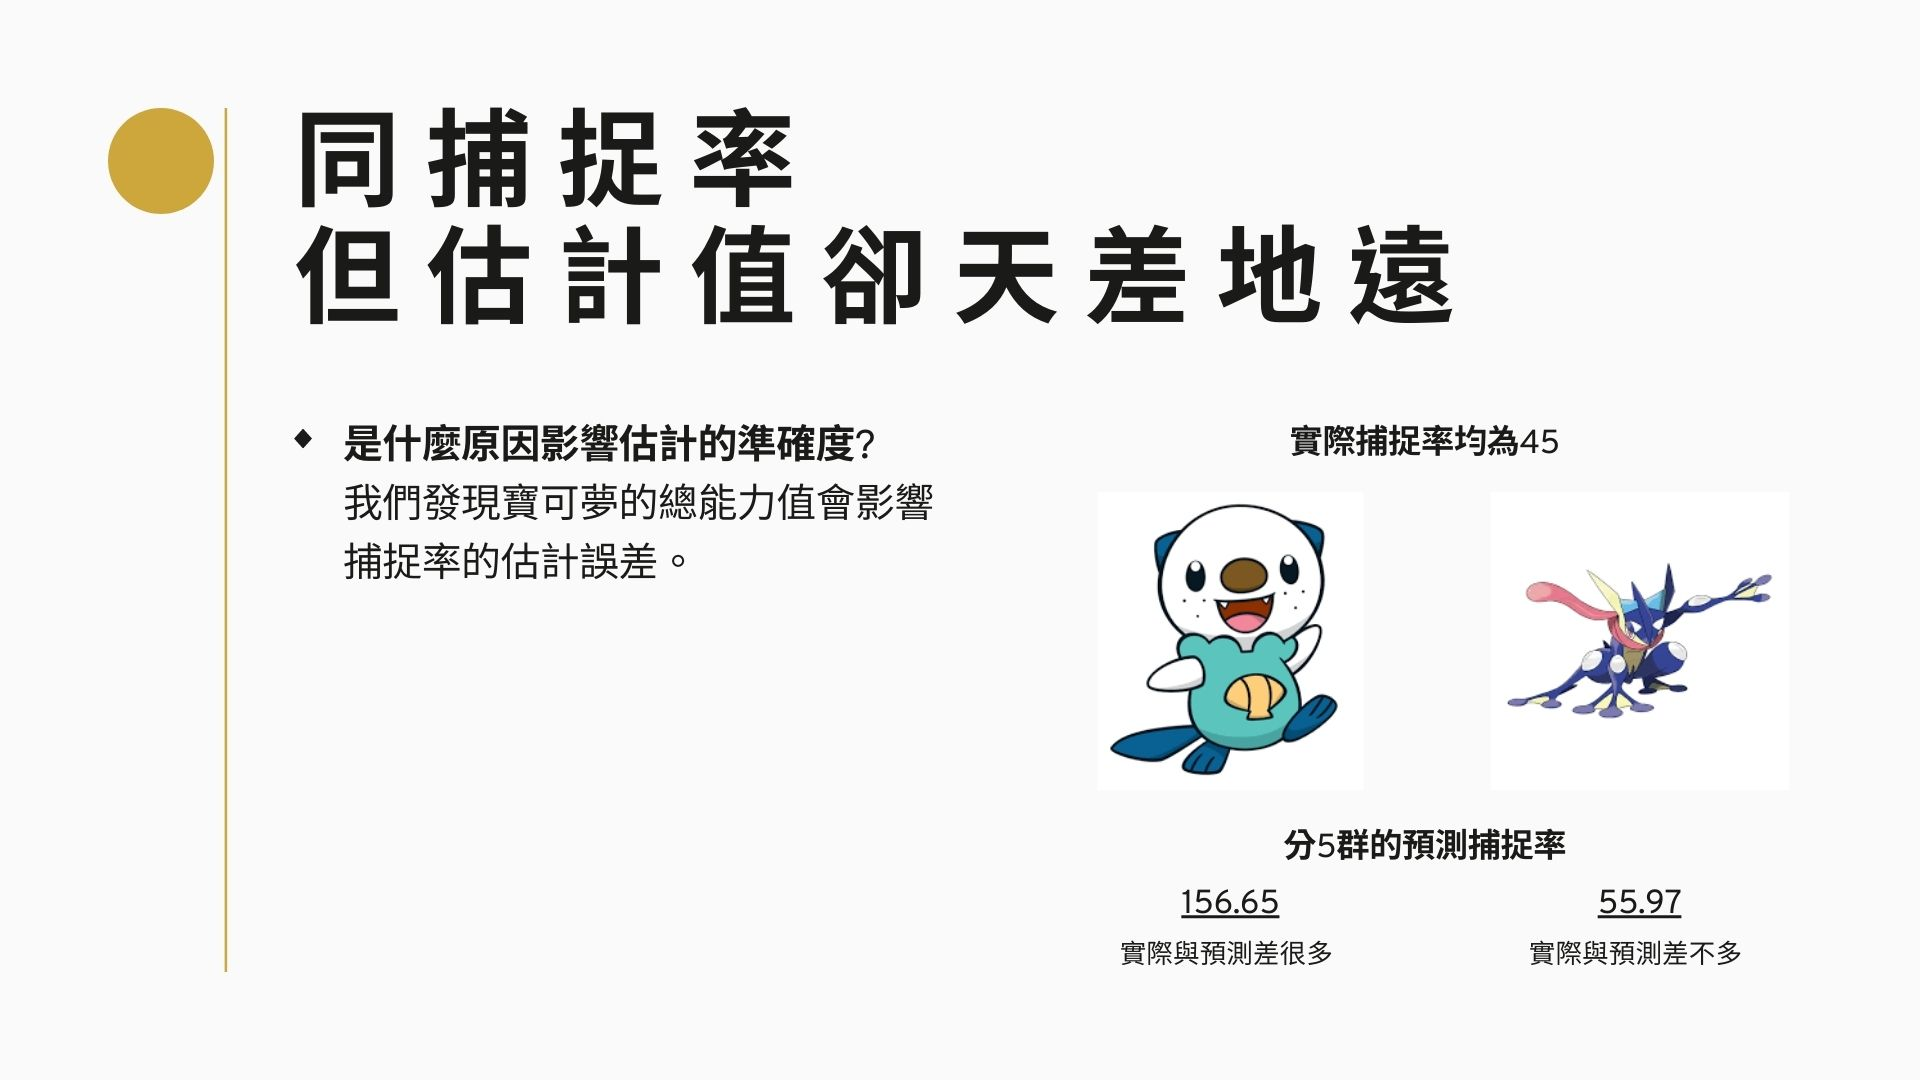 同捕捉率
但估計值卻天差地遠
是什麼原因影響估計的準確度?
我們發現寶可夢的總能力值會影響
捕捉率的估計誤差。
實際捕捉率均為45
分5群的預測捕捉率
156.65
55.97
實際與預測差很多
實際與預測差不多